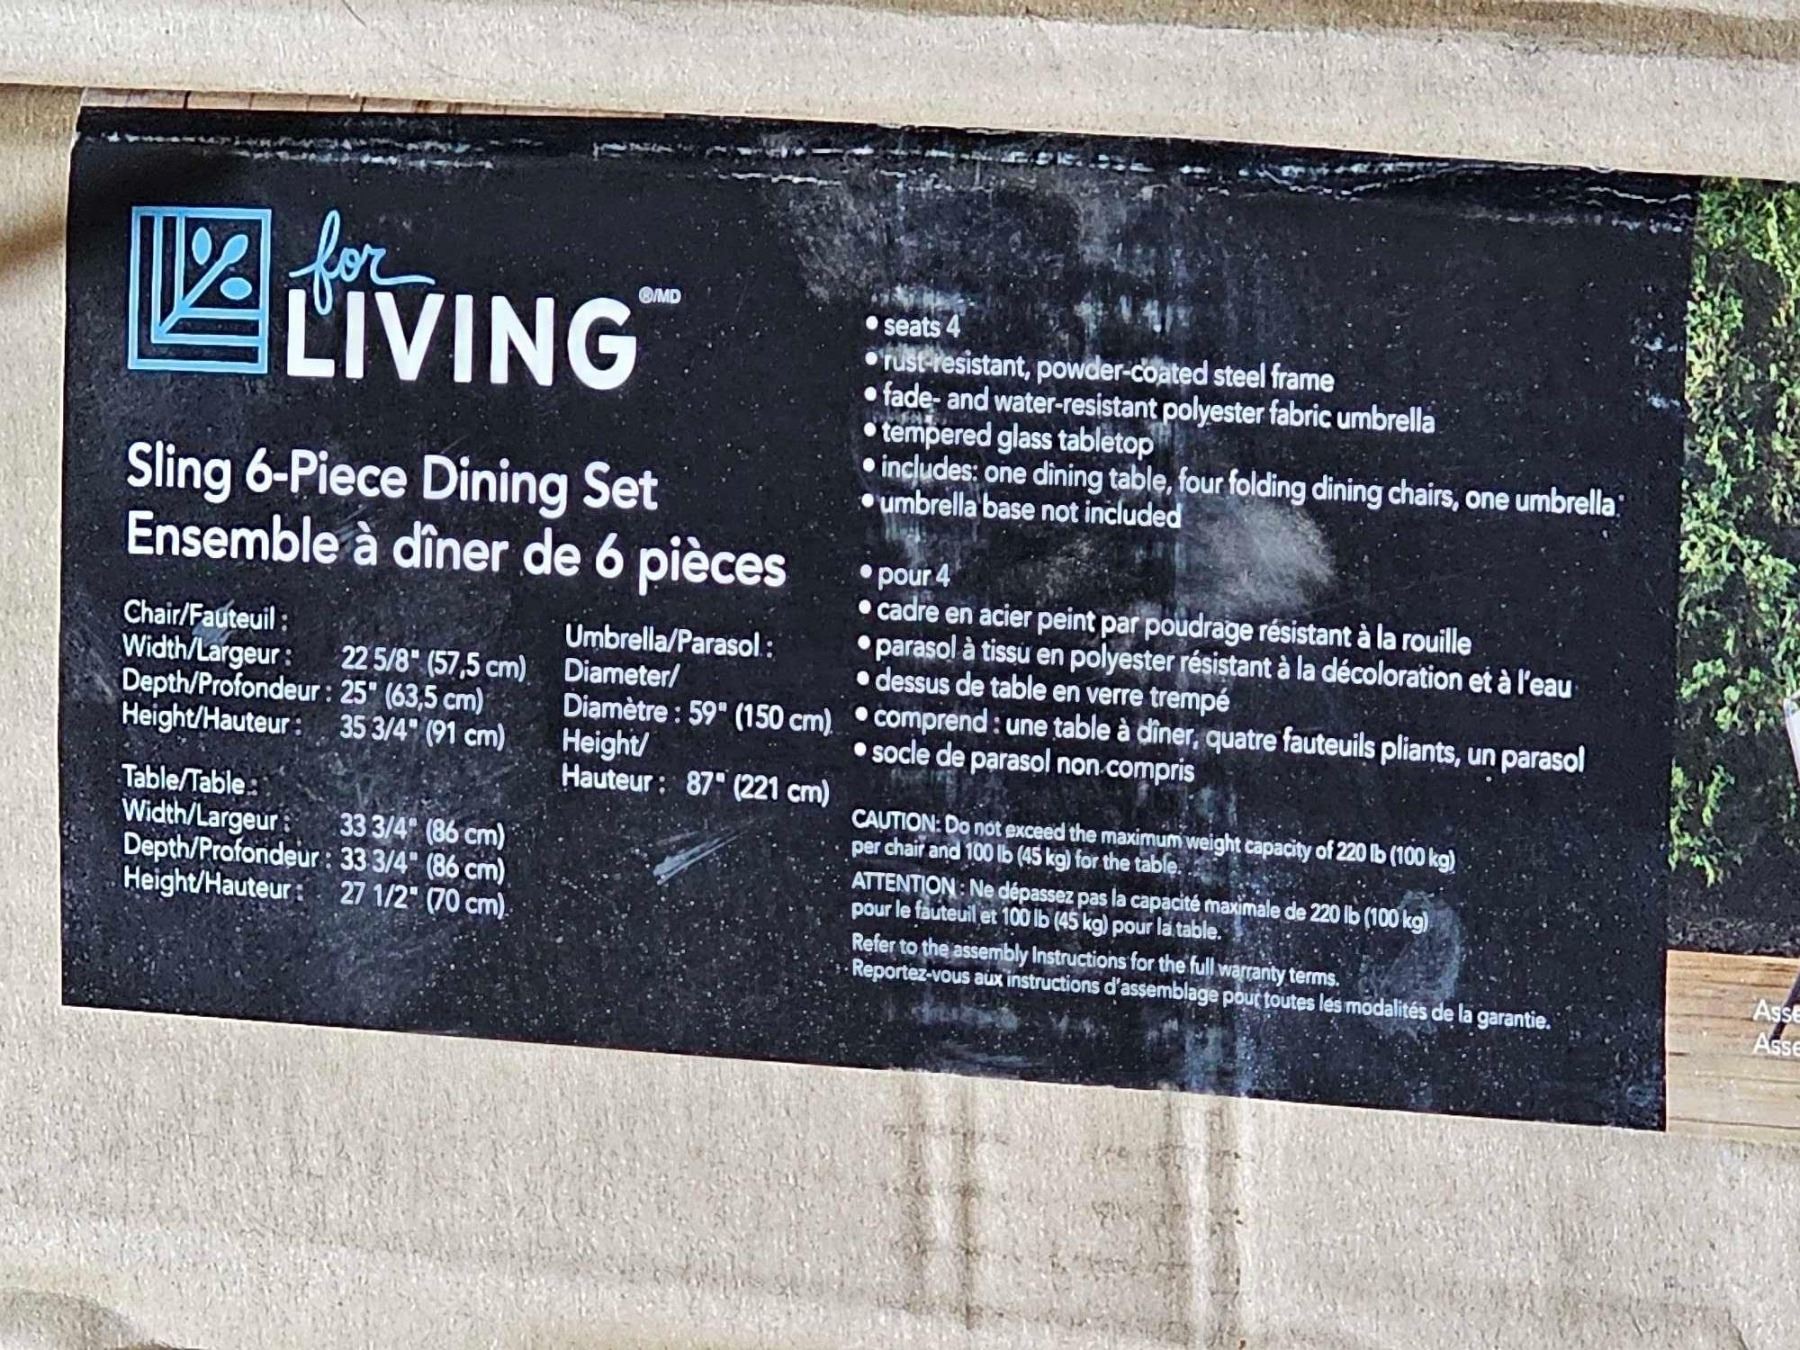 for
LIVING ®/MD
Sling 6-Piece Dining Set
Ensemble à dîner de 6 pièces
Chair/Fauteuil :
Width/Largeur : 22 5/8" (57,5 cm)
Depth/Profondeur : 25" (63,5 cm)
Height/Hauteur : 35 3/4" (91 cm)
Table/Table :
Width/Largeur : 33 3/4" (86 cm)
Depth/Profondeur : 33 3/4" (86 cm)
Height/Hauteur : 27 1/2" (70 cm)
Umbrella/Parasol :
Diameter/
Diamètre : 59" (150 cm)
Height/
Hauteur : 87" (221 cm)
• seats 4
• rust-resistant, powder-coated steel frame
• fade- and water-resistant polyester fabric umbrella
• tempered glass tabletop
• includes: one dining table, four folding dining chairs, one umbrella
• umbrella base not included
• pour 4
• cadre en acier peint par poudrage résistant à la rouille
• parasol à tissu en polyester résistant à la décoloration et à l'eau
• dessus de table en verre trempé
• comprend : une table à dîner, quatre fauteuils pliants, un parasol
• socle de parasol non compris
CAUTION: Do not exceed the maximum weight capacity of 220 lb (100 kg)
per chair and 100 lb (45 kg) for the table.
ATTENTION : Ne dépassez pas la capacité maximale de 220 lb (100 kg)
pour le fauteuil et 100 lb (45 kg) pour la table.
Refer to the assembly Instructions for the full warranty terms.
Reportez-vous aux instructions d'assemblage pour toutes les modalités de la garantie.
Asse
Asse